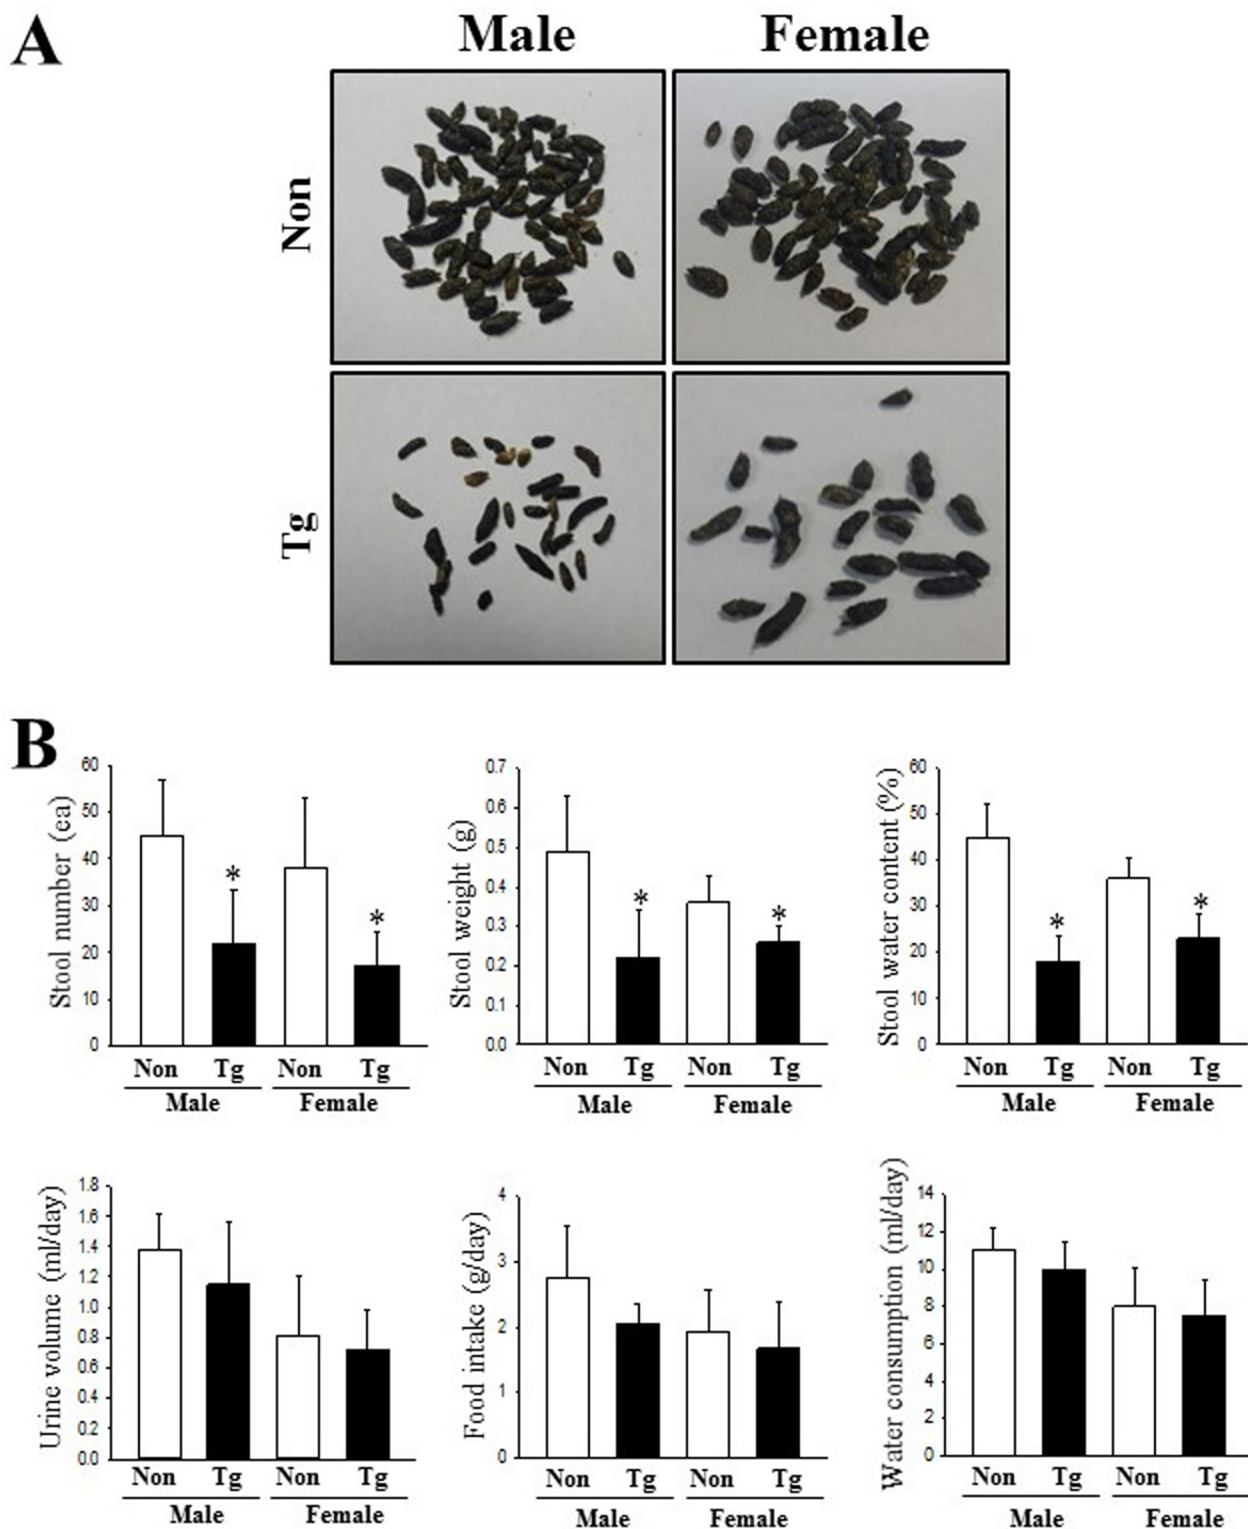 A
Male Female
Non
Tg
B
Stool number (ea)
60
50
40
30
20
10
0
* *
Non Tg Non Tg
Male Female
Stool weight (g)
0.7
0.6
0.5
0.4
0.3
0.2
0.1
0.0
* *
Non Tg Non Tg
Male Female
Stool water content (%)
60
50
40
30
20
10
0
* *
Non Tg Non Tg
Male Female
Urine volume (ml/day)
1.8
1.6
1.4
1.2
1.0
0.8
0.6
0.4
0.2
0.0
Non Tg Non Tg
Male Female
Food intake (g/day)
4
3
2
1
0
Non Tg Non Tg
Male Female
Water consumption (ml/day)
14
12
10
8
6
4
2
0
Non Tg Non Tg
Male Female